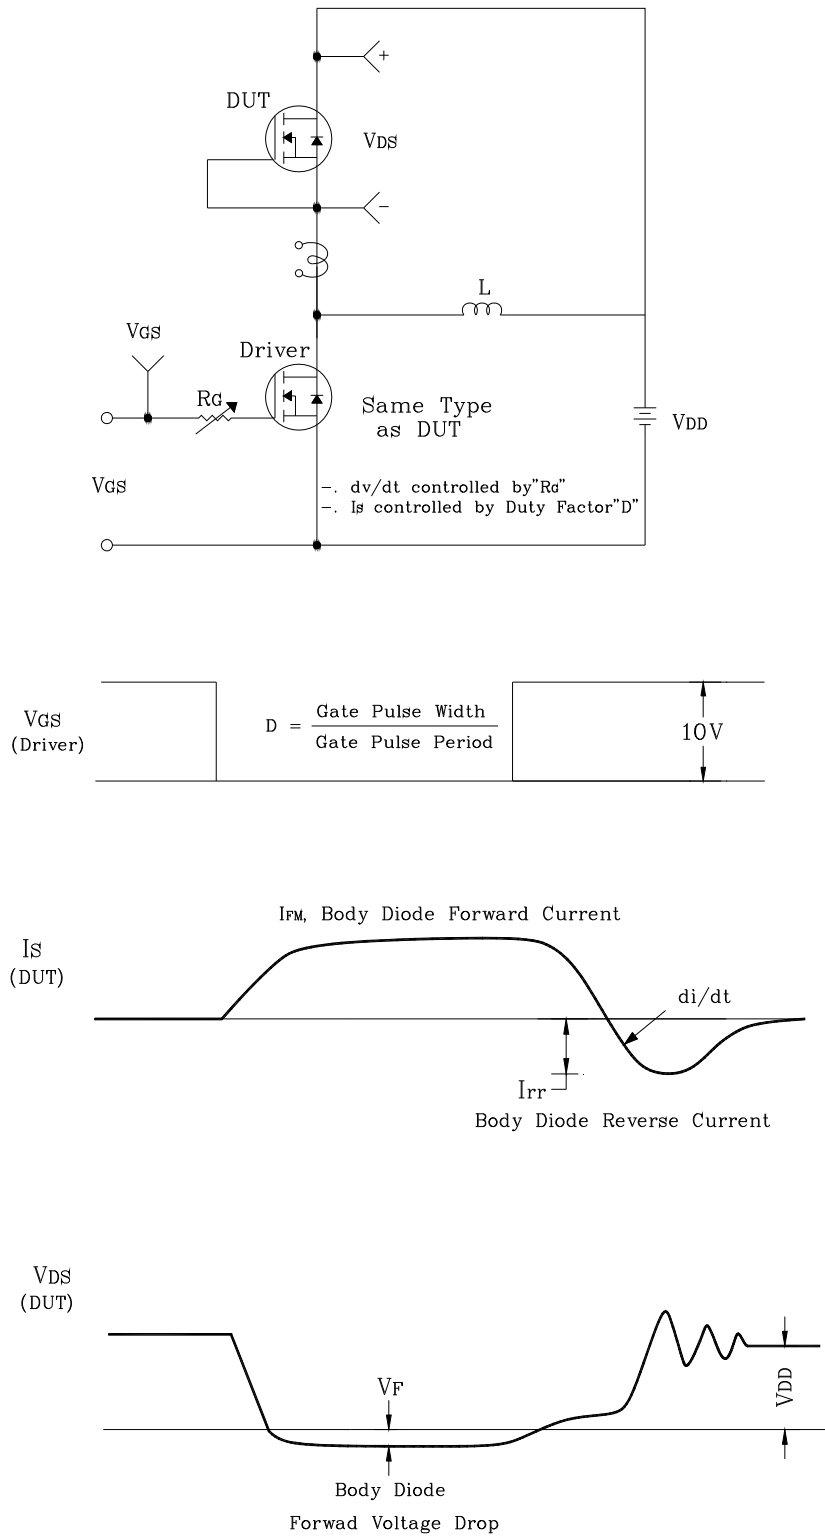 +
DUT
VDS
−
L
VGS
Driver
RG
Same Type
as DUT
VDD
VGS
−. dv/dt controlled by"RG"
−. Is controlled by Duty Factor"D"
VGS
(Driver)
D = Gate Pulse Width
Gate Pulse Period
10V
IFM, Body Diode Forward Current
IS
(DUT)
di/dt
Irr
Body Diode Reverse Current
VDS
(DUT)
VF
VDD
Body Diode
Forwad Voltage Drop